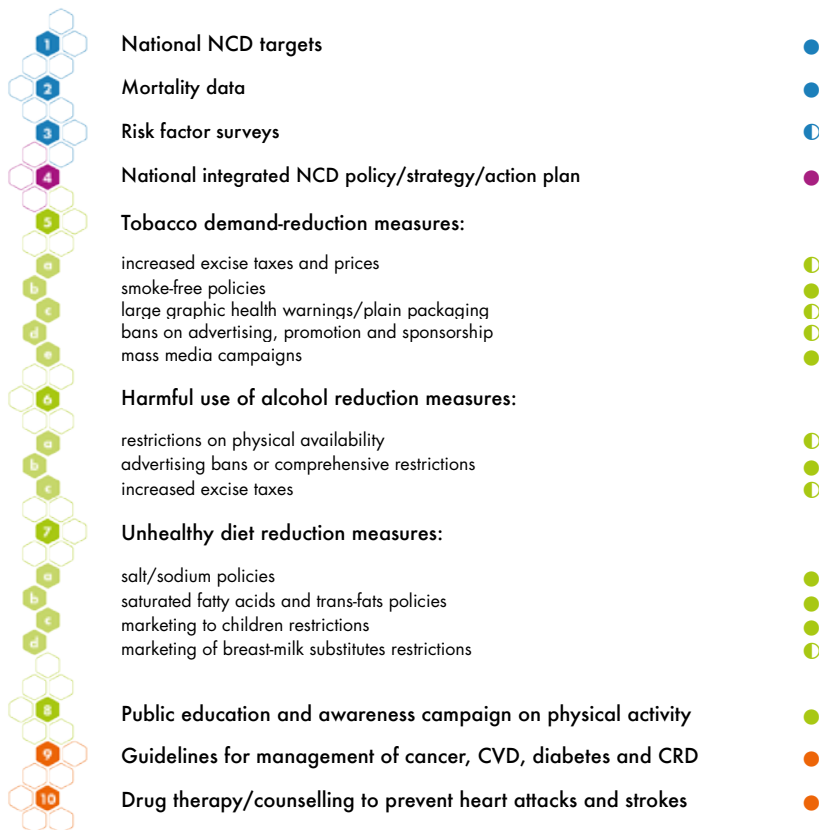 1 National NCD targets
2 Mortality data
3 Risk factor surveys
4 National integrated NCD policy/strategy/action plan
5 Tobacco demand-reduction measures:
a increased excise taxes and prices
b smoke-free policies
c large graphic health warnings/plain packaging
d bans on advertising, promotion and sponsorship
e mass media campaigns
6 Harmful use of alcohol reduction measures:
a restrictions on physical availability
b advertising bans or comprehensive restrictions
c increased excise taxes
7 Unhealthy diet reduction measures:
a salt/sodium policies
b saturated fatty acids and trans-fats policies
c marketing to children restrictions
d marketing of breast-milk substitutes restrictions
8 Public education and awareness campaign on physical activity
9 Guidelines for management of cancer, CVD, diabetes and CRD
10 Drug therapy/counselling to prevent heart attacks and strokes